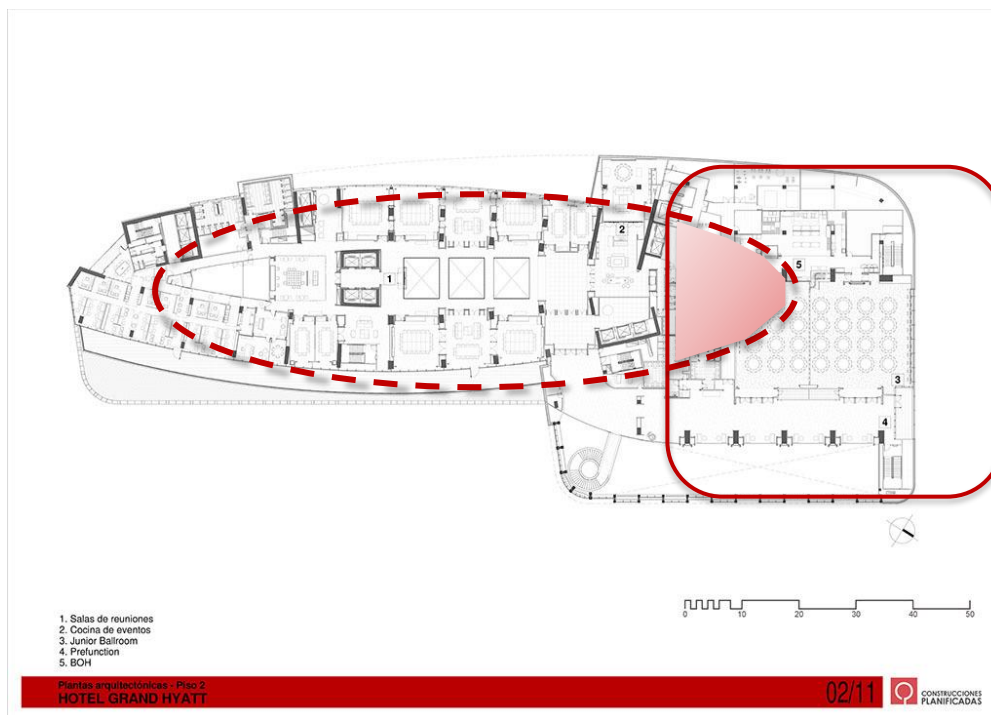 2
1
5
3
4
0 10 20 30 40 50
1. Salas de reuniones
2. Cocina de eventos
3. Junior Ballroom
4. Prefunction
5. BOH
Plantas arquitectónicas - Piso 2
HOTEL GRAND HYATT
02/11
CONSTRUCCIONES
PLANIFICADAS